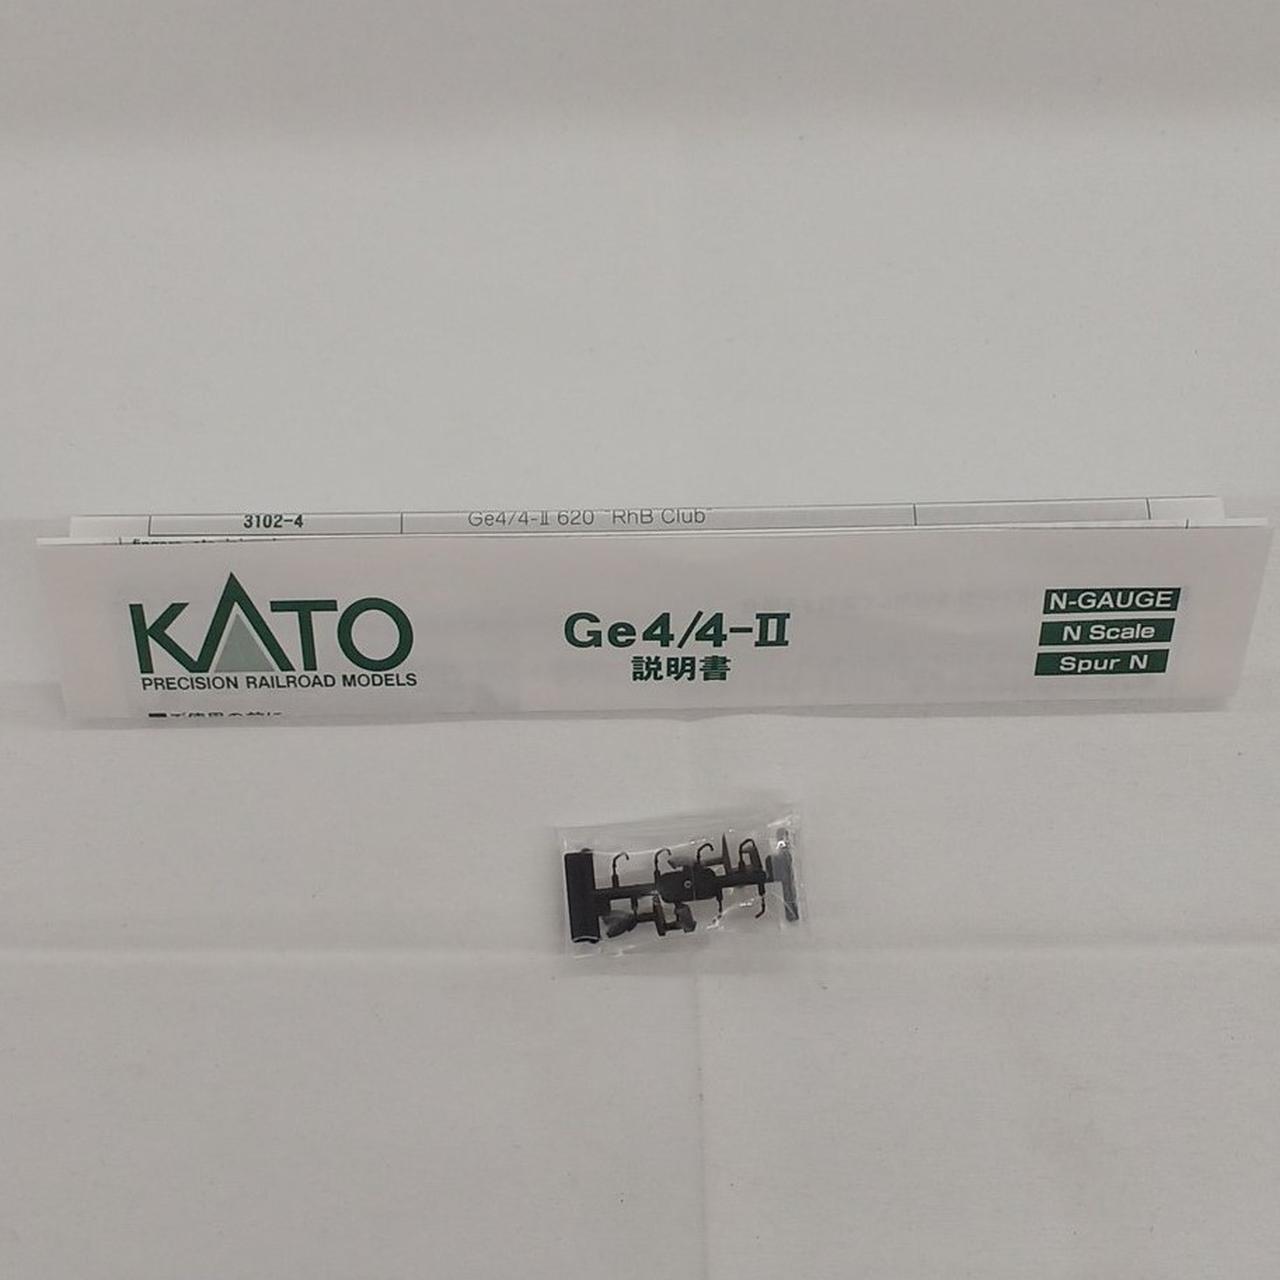 3102-4 Ge4/4-Ⅱ 620 "RhB Club"
KATO
PRECISION RAILROAD MODELS
Ge4/4-Ⅱ
説明書
N-GAUGE
N Scale
Spur N